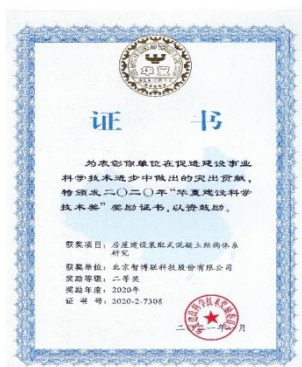 证 书
为表彰你单位在促进建设事业
科学技术进步中做出的突出贡献，
特颁发二〇二〇年“华夏建设科学
技术奖”奖励证书，以资鼓励。
获奖项目：居屋建设装配式混凝土结构体系
研究
获奖单位：北京智博联科技股份有限公司
奖励等级：二等奖
奖励年度：2020年
证 书 号：2020-2-7308